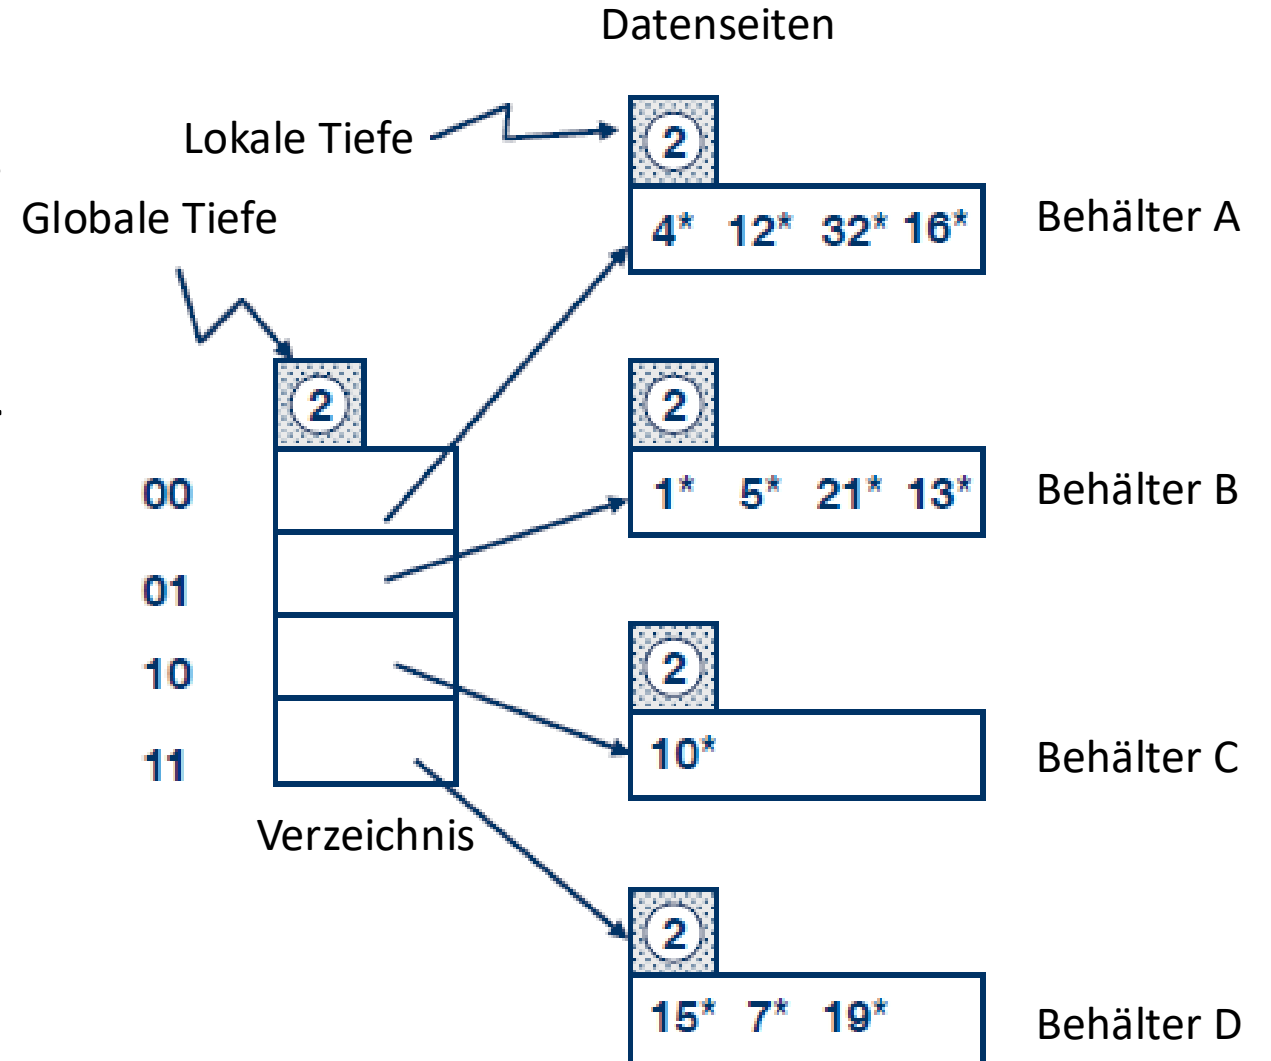 Datenseiten
Lokale Tiefe
2
Globale Tiefe
4* 12* 32* 16*
Behälter A
2
2
00
1* 5* 21* 13*
Behälter B
01
2
10
10*
Behälter C
11
Verzeichnis
2
15* 7* 19*
Behälter D